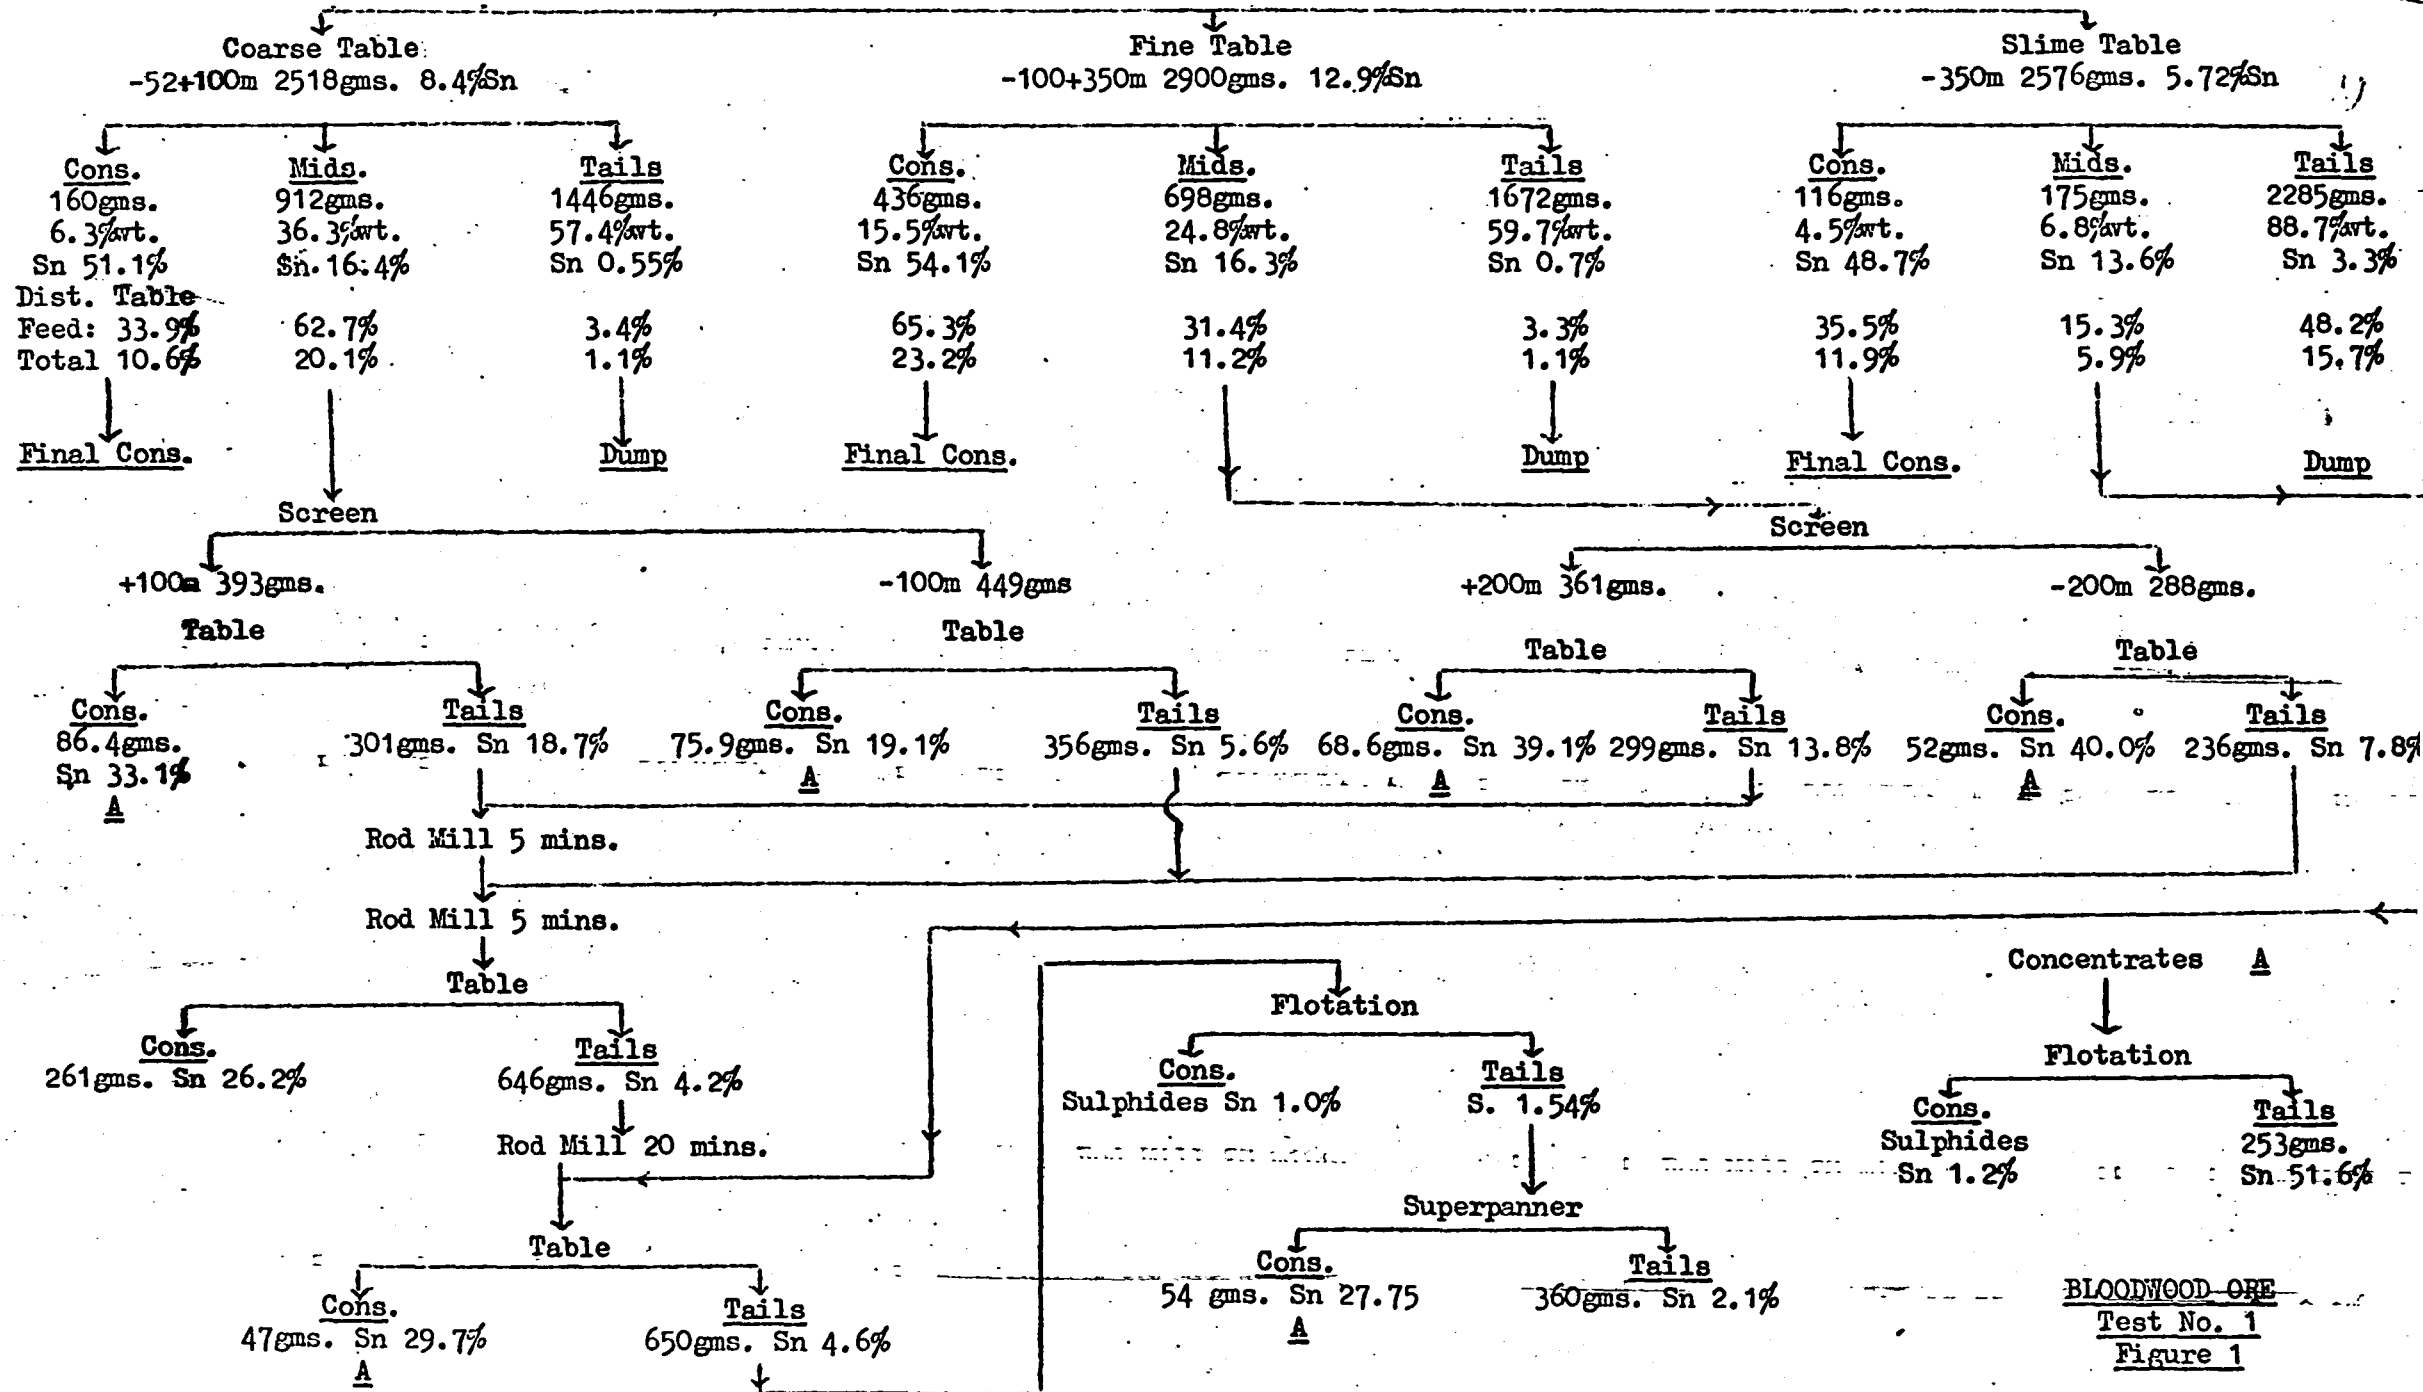 Coarse Table
-52+100m 2518gms. 8.4%Sn
Fine Table
-100+350m 2900gms. 12.9%Sn
Slime Table
-350m 2576gms. 5.72%Sn
Cons.
160gms.
6.3%wt.
Sn 51.1%
Dist. Table
Feed: 33.9%
Total 10.6%
Final Cons.
Mids.
912gms.
36.3%wt.
Sn 16.4%
62.7%
20.1%
Tails
1446gms.
57.4%wt.
Sn 0.55%
3.4%
1.1%
Dump
Cons.
436gms.
15.5%wt.
Sn 54.1%
65.3%
23.2%
Final Cons.
Mids.
698gms.
24.8%wt.
Sn 16.3%
31.4%
11.2%
Tails
1672gms.
59.7%wt.
Sn 0.7%
3.3%
1.1%
Dump
Cons.
116gms.
4.5%wt.
Sn 48.7%
35.5%
11.9%
Final Cons.
Mids.
175gms.
6.8%wt.
Sn 13.6%
15.3%
5.9%
Tails
2285gms.
88.7%wt.
Sn 3.3%
48.2%
15.7%
Dump
Screen
+100m 393gms.
-100m 449gms
Screen
+200m 361gms.
-200m 288gms.
Table
Cons.
86.4gms.
Sn 33.1%
A
Tails
301gms. Sn 18.7%
Table
Cons.
75.9gms. Sn 19.1%
A
Tails
356gms. Sn 5.6%
Table
Cons.
68.6gms. Sn 39.1%
A
Tails
299gms. Sn 13.8%
Table
Cons.
52gms. Sn 40.0%
A
Tails
236gms. Sn 7.8%
Rod Mill 5 mins.
Rod Mill 5 mins.
Table
Cons.
261gms. Sn 26.2%
Tails
646gms. Sn 4.2%
Rod Mill 20 mins.
Table
Cons.
47gms. Sn 29.7%
A
Tails
650gms. Sn 4.6%
Flotation
Cons.
Sulphides Sn 1.0%
Tails
S. 1.54%
Superpanner
Cons.
54 gms. Sn 27.75
A
Tails
360gms. Sn 2.1%
Concentrates A
Flotation
Cons.
Sulphides
Sn 1.2%
Tails
253gms.
Sn 51.6%
BLOODWOOD ORE
Test No. 1
Figure 1